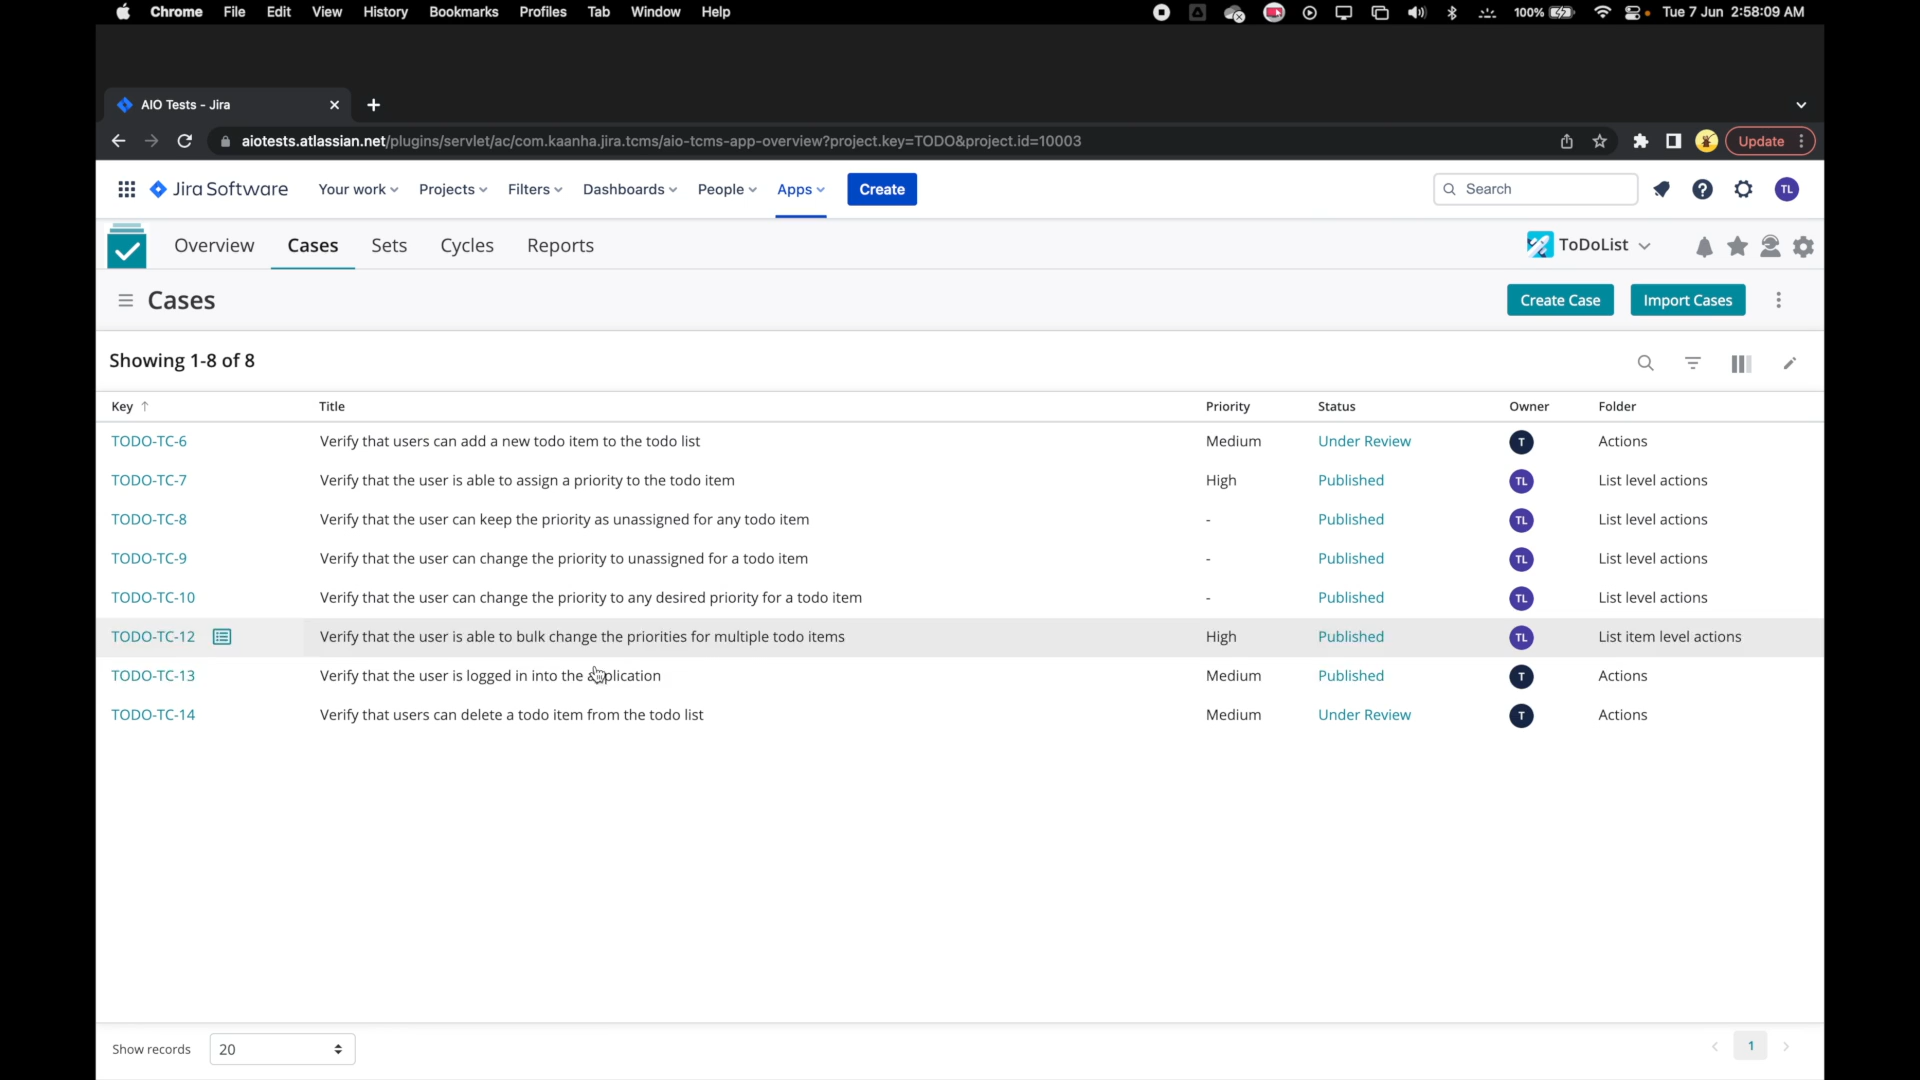 Chrome File Edit View History Bookmarks Profiles Tab Window Help 100% Tue 7 Jun 2:58:09 AM
AIO Tests - Jira
aiotests.atlassian.net/plugins/servlet/ac/com.kaanha.jira.tcms/aio-tcms-app-overview?project.key=TODO&project.id=10003 Update
Jira Software Your work Projects Filters Dashboards People Apps Create Search TL
Overview Cases Sets Cycles Reports ToDoList
Cases Create Case Import Cases
Showing 1-8 of 8
Key Title Priority Status Owner Folder
TODO-TC-6 Verify that users can add a new todo item to the todo list Medium Under Review T Actions
TODO-TC-7 Verify that the user is able to assign a priority to the todo item High Published TL List level actions
TODO-TC-8 Verify that the user can keep the priority as unassigned for any todo item - Published TL List level actions
TODO-TC-9 Verify that the user can change the priority to unassigned for a todo item - Published TL List level actions
TODO-TC-10 Verify that the user can change the priority to any desired priority for a todo item - Published TL List level actions
TODO-TC-12 Verify that the user is able to bulk change the priorities for multiple todo items High Published TL List item level actions
TODO-TC-13 Verify that the user is logged in into the application Medium Published T Actions
TODO-TC-14 Verify that users can delete a todo item from the todo list Medium Under Review T Actions
Show records 20 1